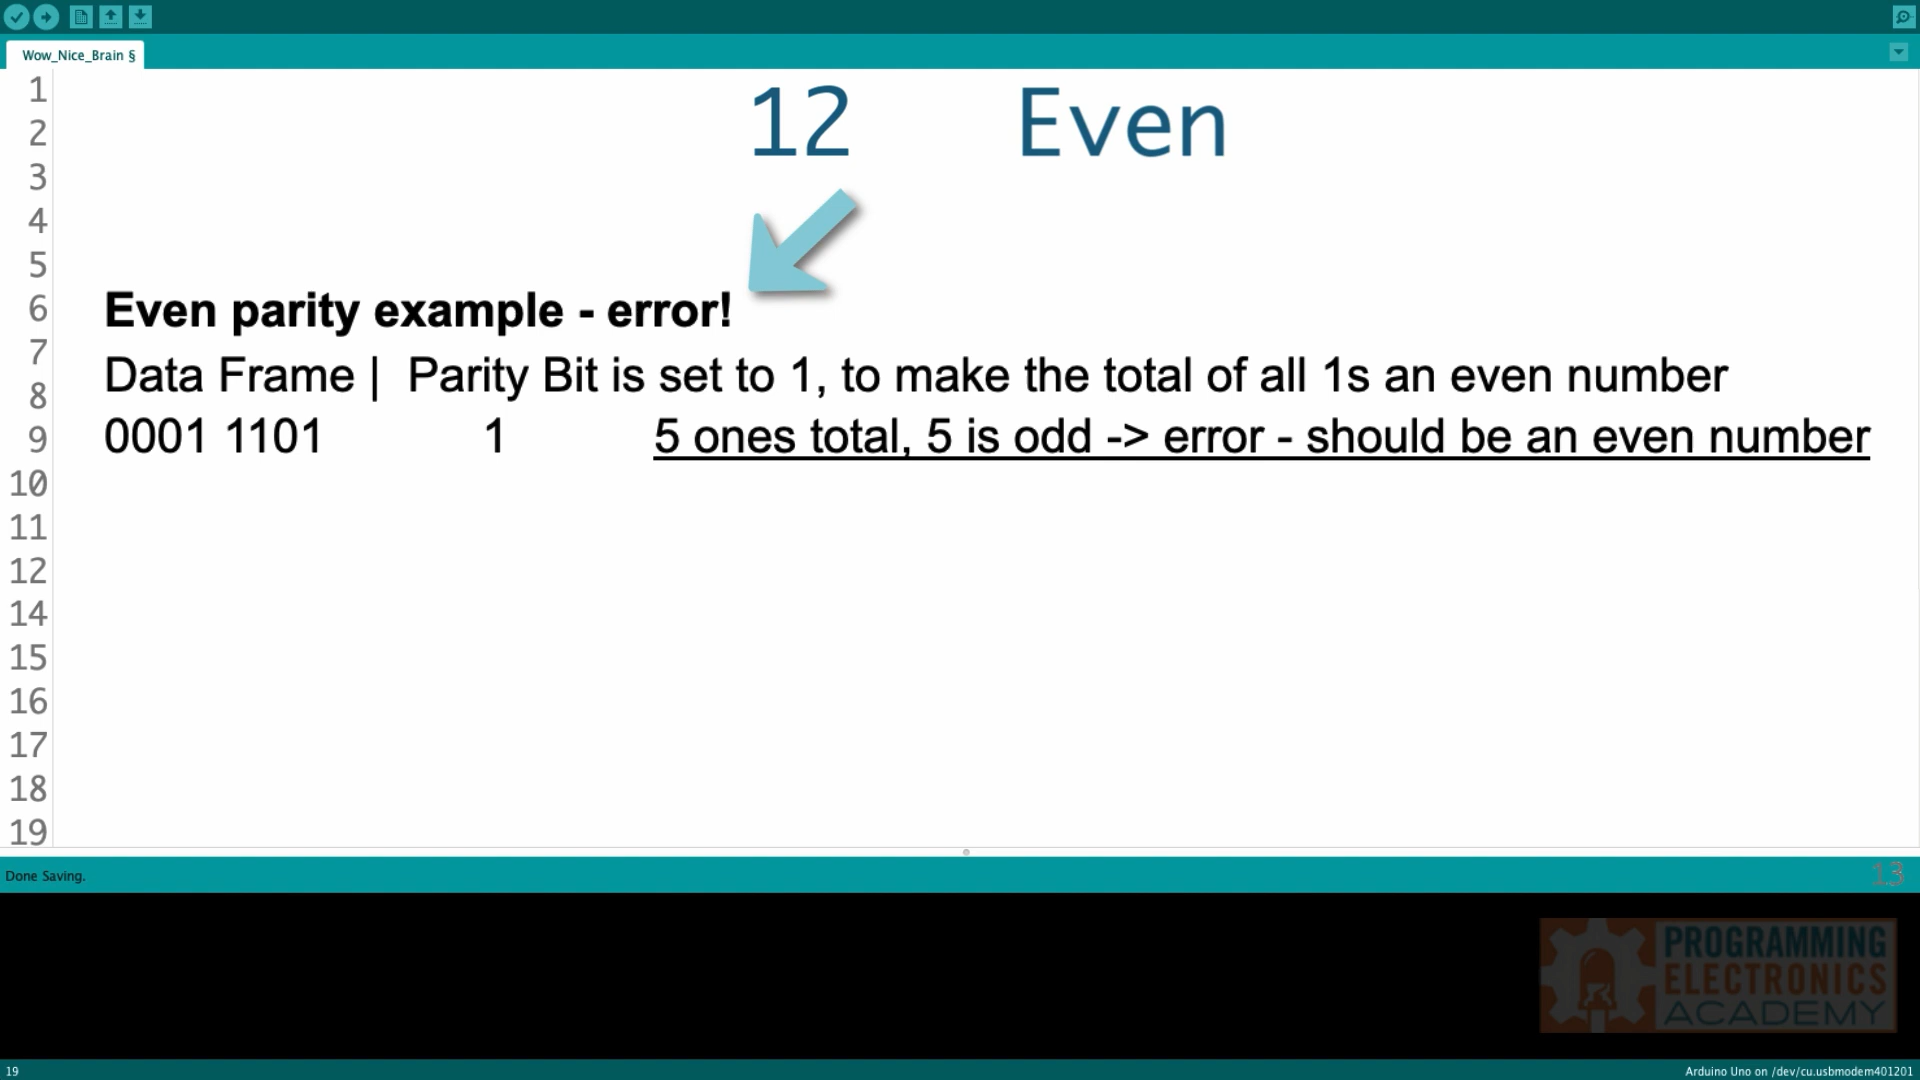 Wow_Nice_Brain §
12 Even
1
2
3
4
5
6
7
8
9
10
11
12
14
15
16
17
18
19
Even parity example - error!
Data Frame | Parity Bit is set to 1, to make the total of all 1s an even number
0001 1101 1 5 ones total, 5 is odd -> error - should be an even number
Done Saving.
13
PROGRAMMING
ELECTRONICS
ACADEMY
19
Arduino Uno on /dev/cu.usbmodem401201